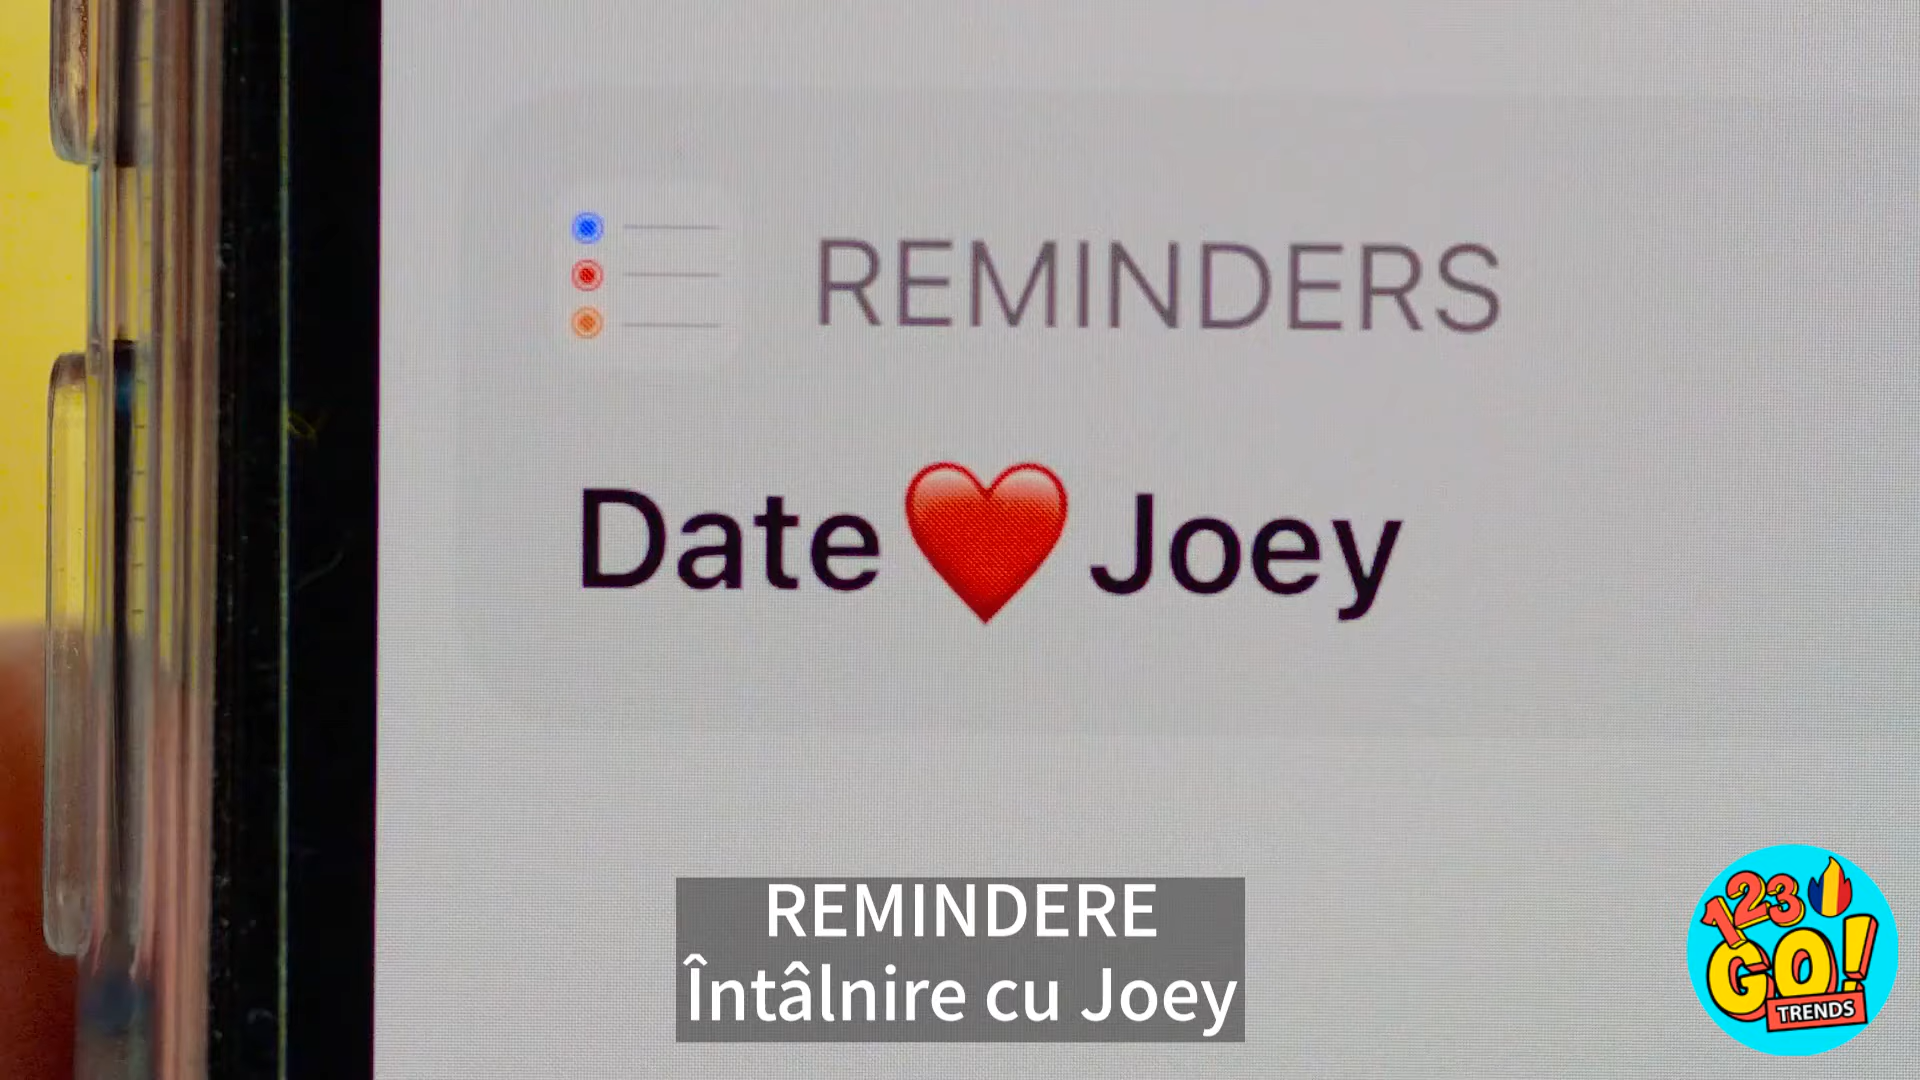 REMINDERS
Date❤️Joey
REMINDERE
Întâlnire cu Joey
123
GO!
TRENDS